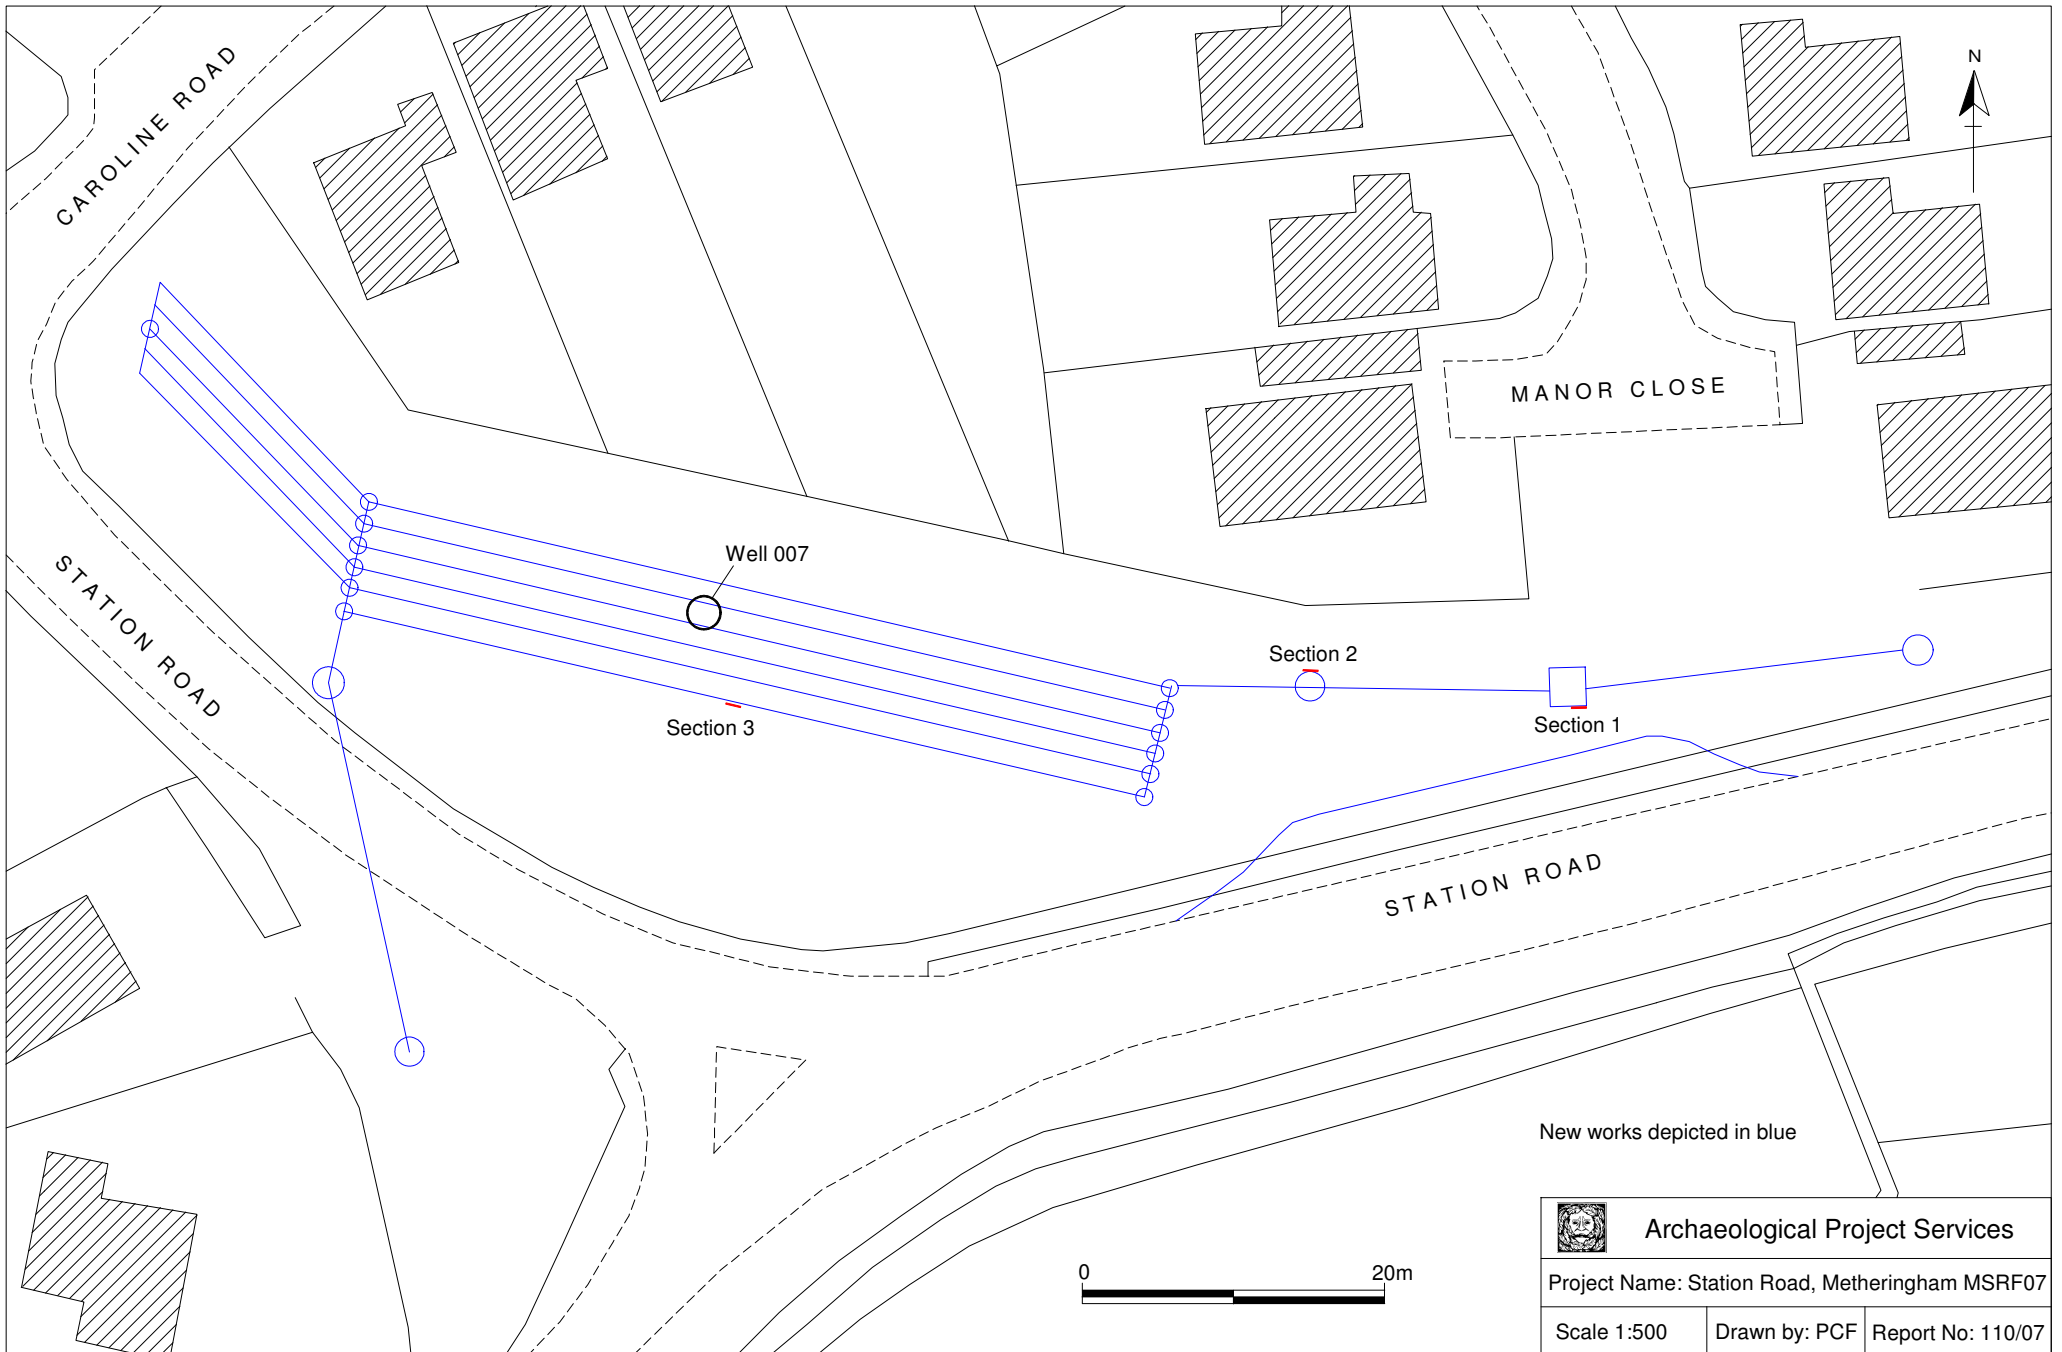 CAROLINE ROAD
N
MANOR CLOSE
STATION ROAD
Well 007
Section 2
Section 3
Section 1
STATION ROAD
New works depicted in blue
0 20m
Archaeological Project Services
Project Name: Station Road, Metheringham MSRF07
Scale 1:500 Drawn by: PCF Report No: 110/07